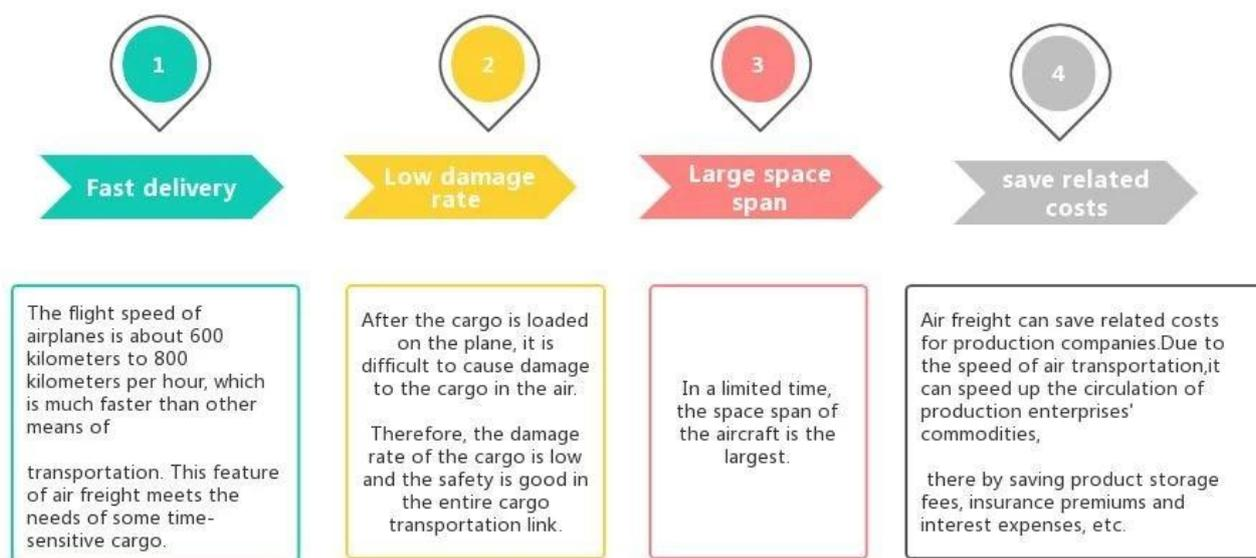 1
2
3
4
Fast delivery
Low damage
rate
Large space
span
save related
costs
The flight speed of
airplanes is about 600
kilometers to 800
kilometers per hour, which
is much faster than other
means of
transportation. This feature
of air freight meets the
needs of some time-
sensitive cargo.
After the cargo is loaded
on the plane, it is
difficult to cause damage
to the cargo in the air.
Therefore, the damage
rate of the cargo is low
and the safety is good in
the entire cargo
transportation link.
In a limited time,
the space span of
the aircraft is the
largest.
Air freight can save related costs
for production companies.Due to
the speed of air transportation,it
can speed up the circulation of
production enterprises'
commodities,
there by saving product storage
fees, insurance premiums and
interest expenses, etc.